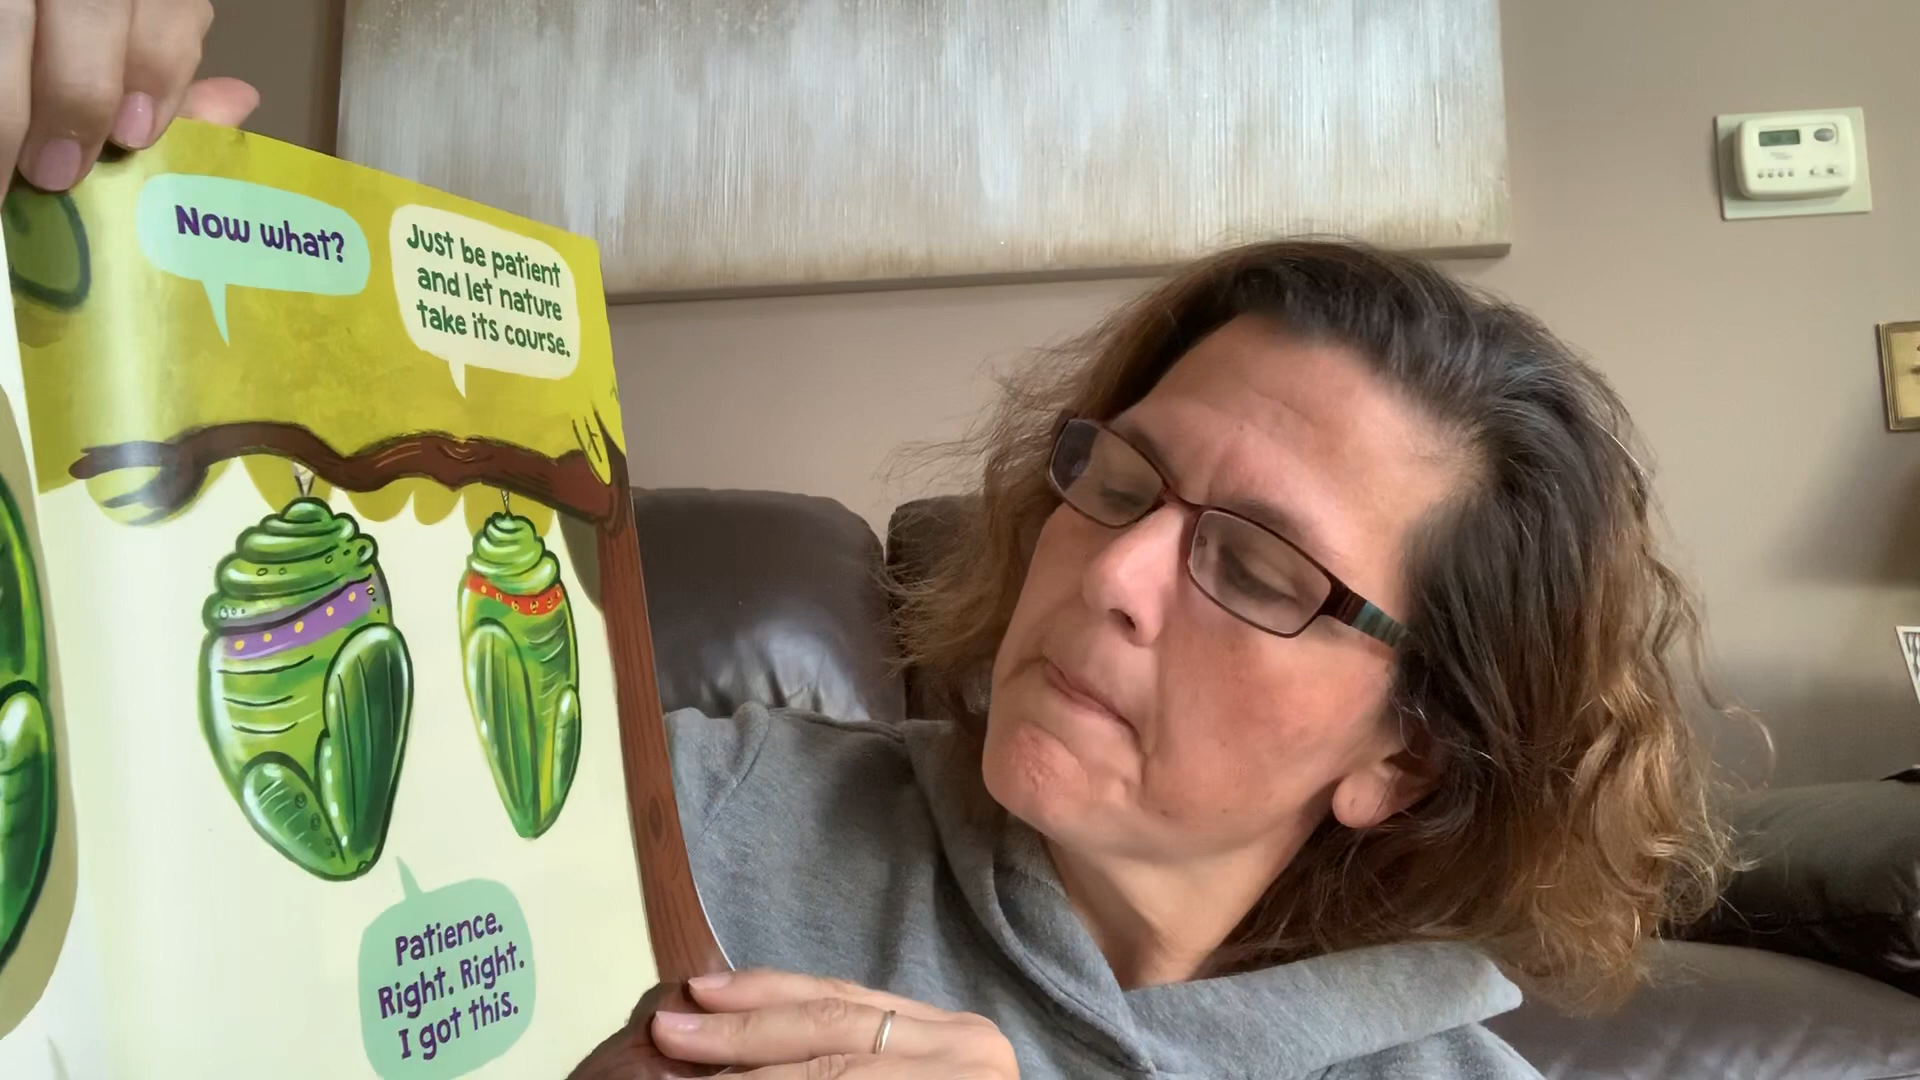 Now what?
Just be patient
and let nature
take its course.
Patience.
Right. Right.
I got this.